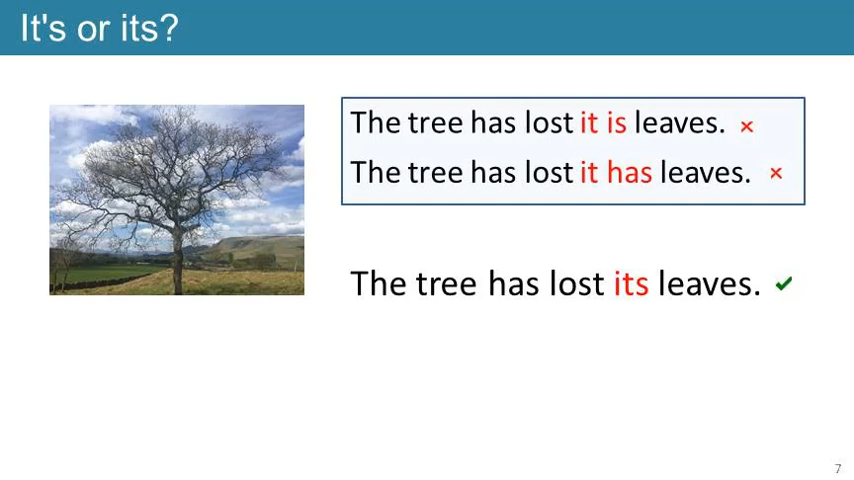 It's or its?
The tree has lost it is leaves. ×
The tree has lost it has leaves. ×
The tree has lost its leaves. ✓
7